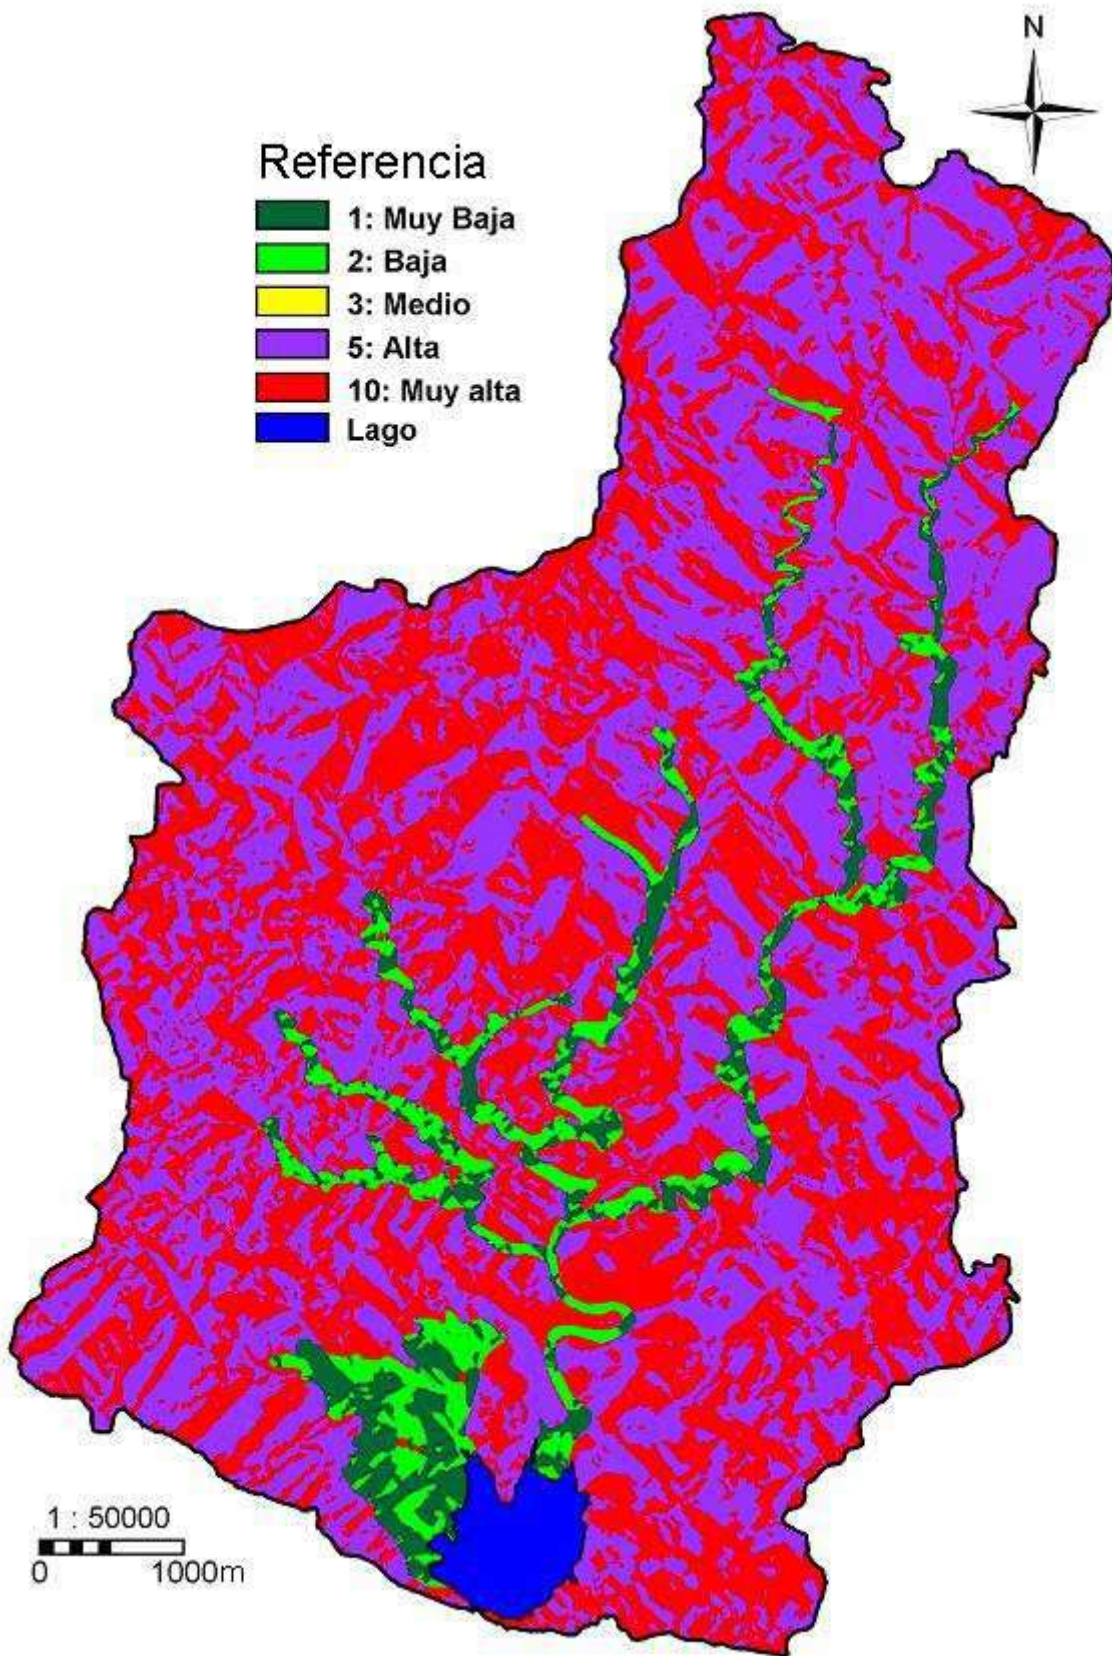 N
Referencia
1: Muy Baja
2: Baja
3: Medio
5: Alta
10: Muy alta
Lago
1 : 50000
0 1000m